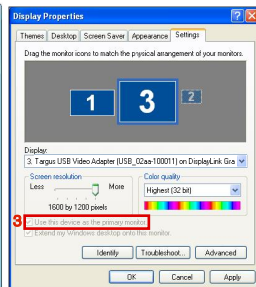 Display Properties
Themes Desktop Screen Saver Appearance Settings
Drag the monitor icons to match the physical arrangement of your monitors.
1 3 2
Display:
3. Targus USB Video Adapter (USB_02aa-100011) on DisplayLink Gra
Screen resolution
Less More
1600 by 1200 pixels
Color quality
Highest (32 bit)
3 Use this device as the primary monitor.
Extend my Windows desktop onto this monitor.
Identify Troubleshoot... Advanced
OK Cancel Apply